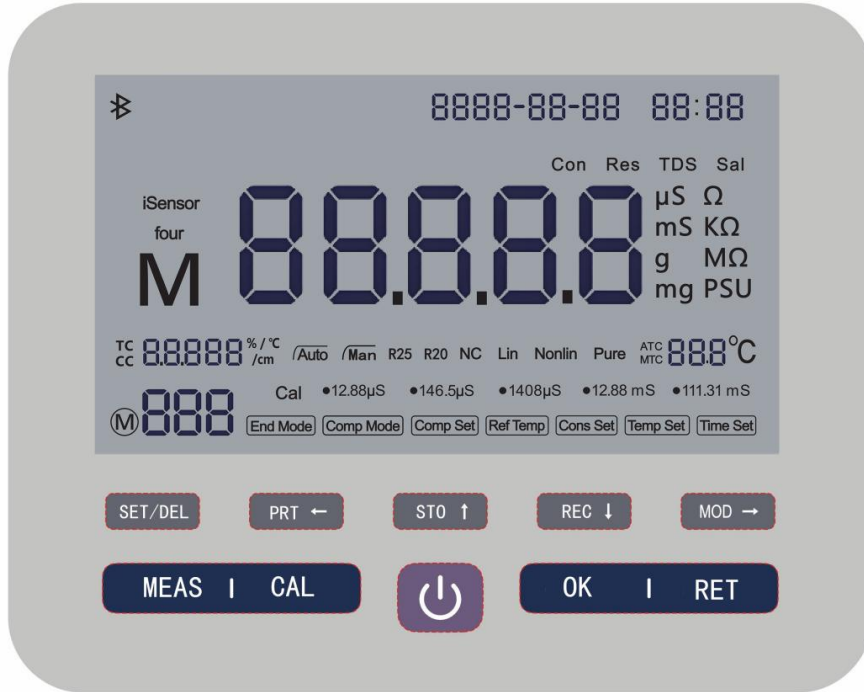 8888-88-88 88:88
Con Res TDS Sal
iSensor
four
M
88.8.8.8
µS Ω
mS KΩ
g MΩ
mg PSU
TC
CC
8.8.888
%/℃
/cm
Auto Man R25 R20 NC Lin Nonlin Pure
ATC
MTC
888℃
Cal •12.88µS •146.5µS •1408µS •12.88 mS •111.31 mS
M 888
End Mode Comp Mode Comp Set Ref Temp Cons Set Temp Set Time Set
SET/DEL PRT ← STO ↑ REC ↓ MOD →
MEAS | CAL OK | RET